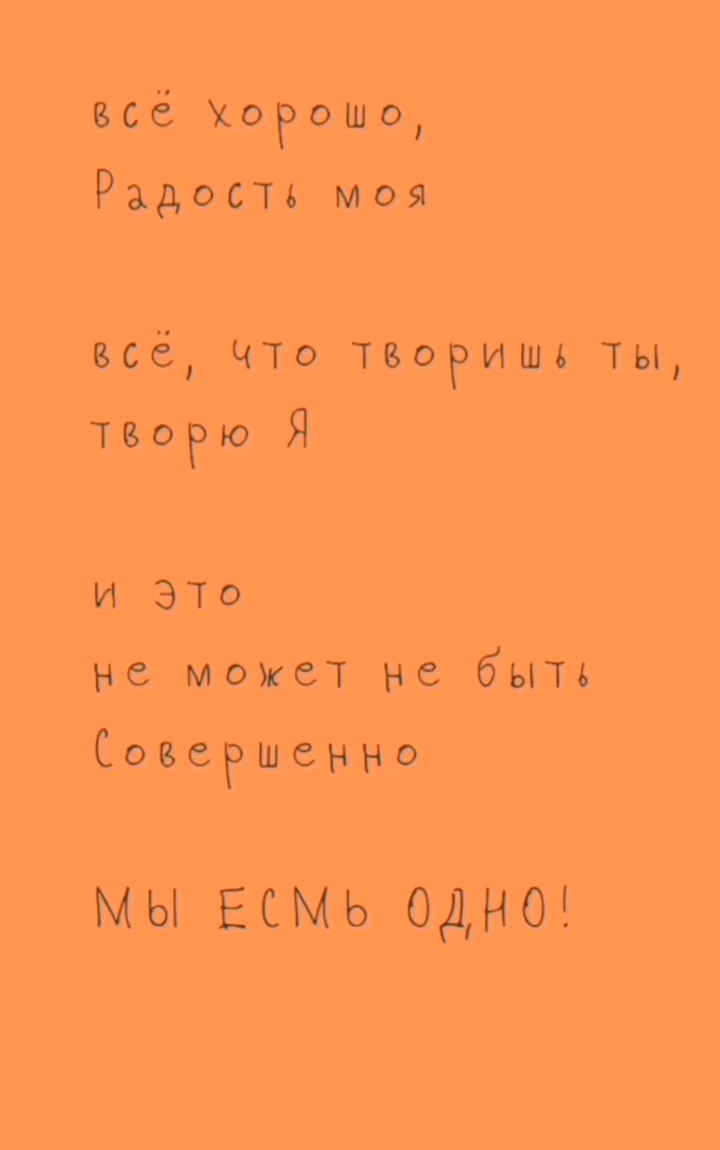 всё хорошо,
Радость моя
всё, что творишь ты,
творю Я
и это
не может не быть
Совершенно
МЫ ЕСМЬ ОДНО!